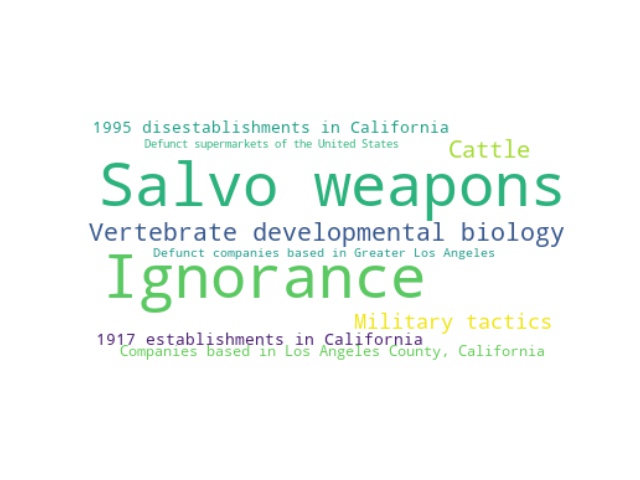 1995 disestablishments in California
Defunct supermarkets of the United States
Cattle
Salvo weapons
Vertebrate developmental biology
Defunct companies based in Greater Los Angeles
Ignorance
Military tactics
1917 establishments in California
Companies based in Los Angeles County, California